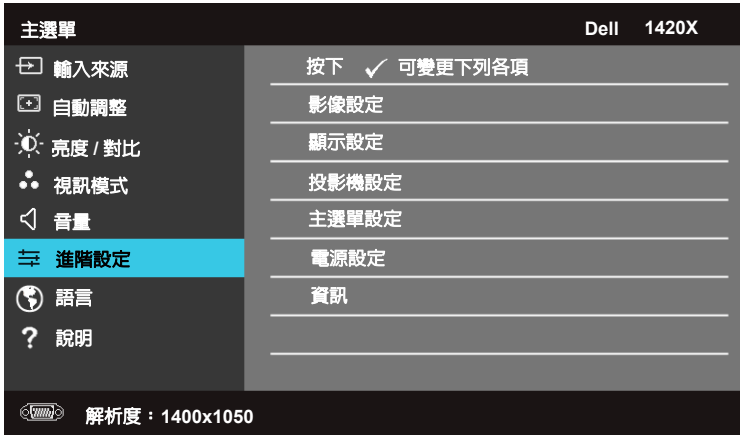 主選單
Dell 1420X
輸入來源
自動調整
亮度 / 對比
視訊模式
音量
進階設定
語言
? 說明
按下 ✓ 可變更下列各項
影像設定
顯示設定
投影機設定
主選單設定
電源設定
資訊
解析度：1400x1050